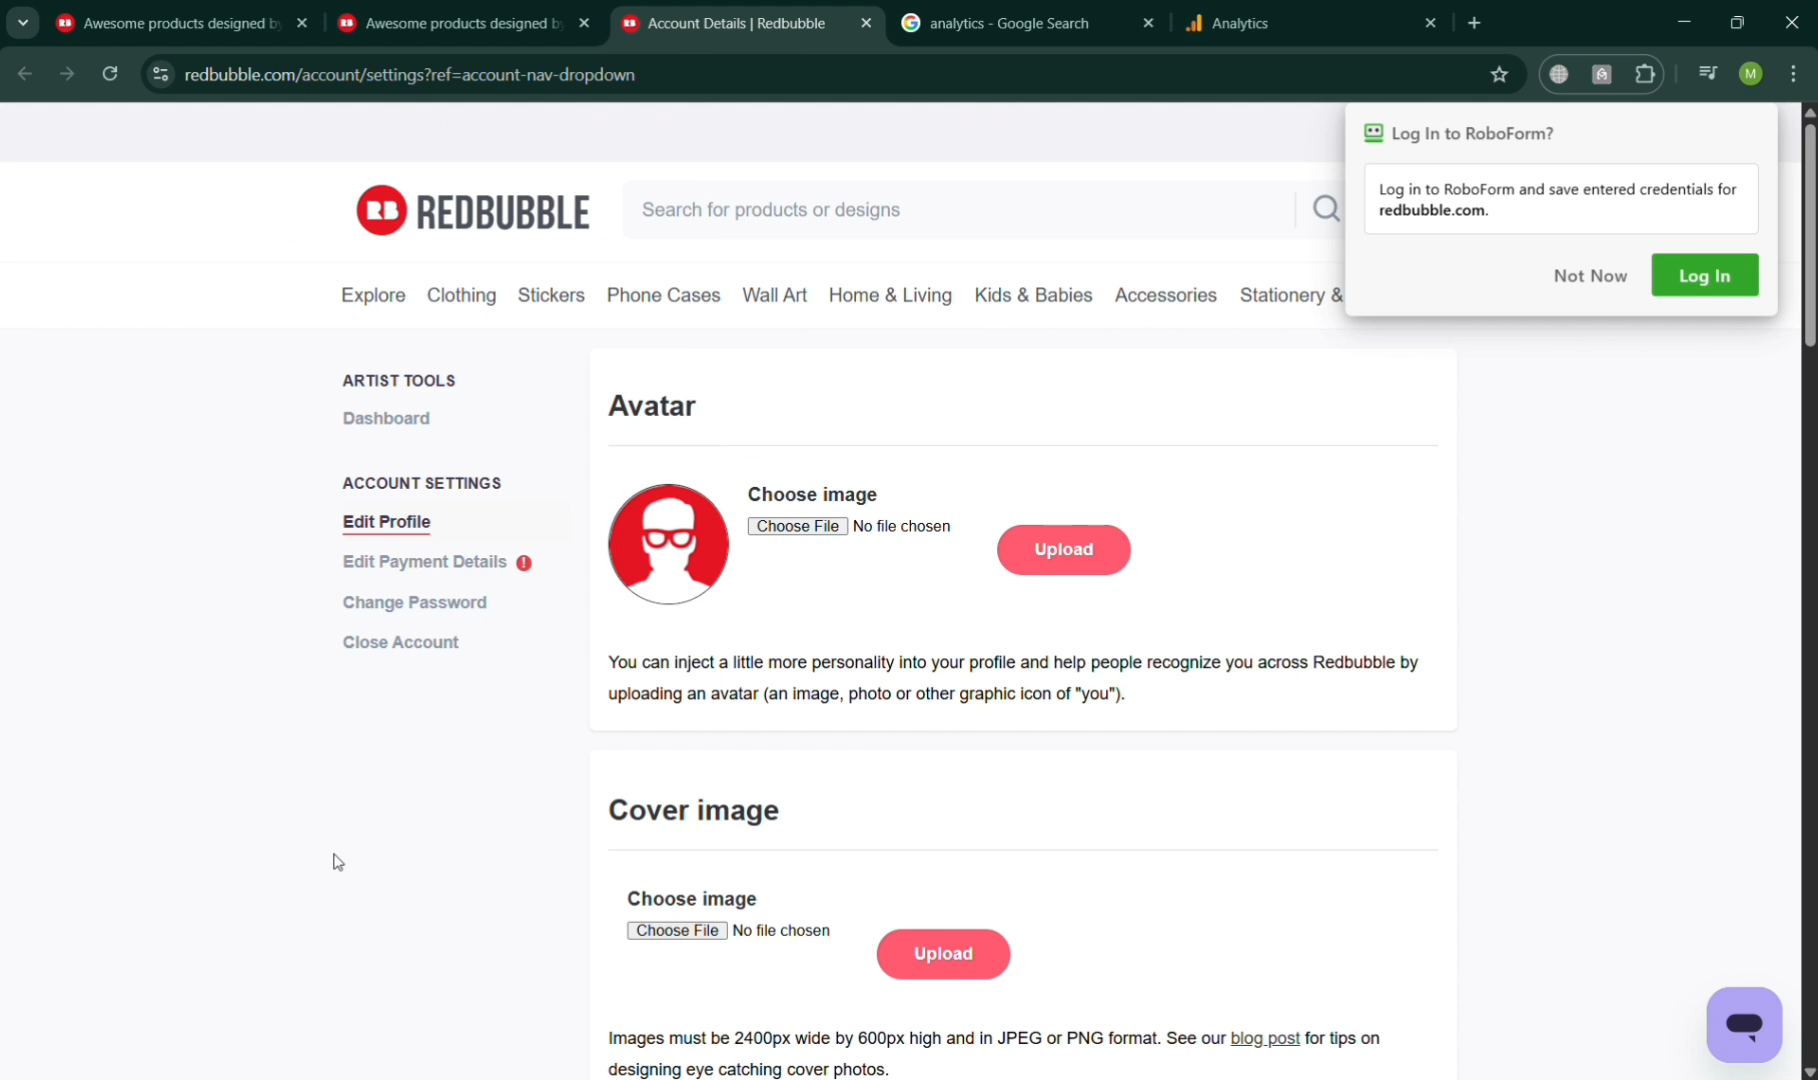 Awesome products designed by
Awesome products designed by
Account Details | Redbubble
analytics - Google Search
Analytics
redbubble.com/account/settings?ref=account-nav-dropdown
M
Log In to RoboForm?
Log in to RoboForm and save entered credentials for
redbubble.com.
Not Now
Log In
RB REDBUBBLE
Search for products or designs
Explore
Clothing
Stickers
Phone Cases
Wall Art
Home & Living
Kids & Babies
Accessories
Stationery &
ARTIST TOOLS
Dashboard
ACCOUNT SETTINGS
Edit Profile
Edit Payment Details !
Change Password
Close Account
Avatar
Choose image
Choose File No file chosen
Upload
You can inject a little more personality into your profile and help people recognize you across Redbubble by
uploading an avatar (an image, photo or other graphic icon of "you").
Cover image
Choose image
Choose File No file chosen
Upload
Images must be 2400px wide by 600px high and in JPEG or PNG format. See our blog post for tips on
designing eye catching cover photos.